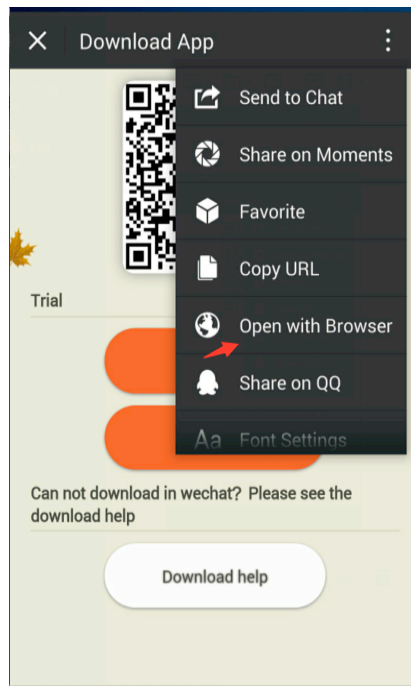 Download App
Send to Chat
Share on Moments
Favorite
Copy URL
Open with Browser
Share on QQ
Aa Font Settings
Trial
Can not download in wechat? Please see the
download help
Download help